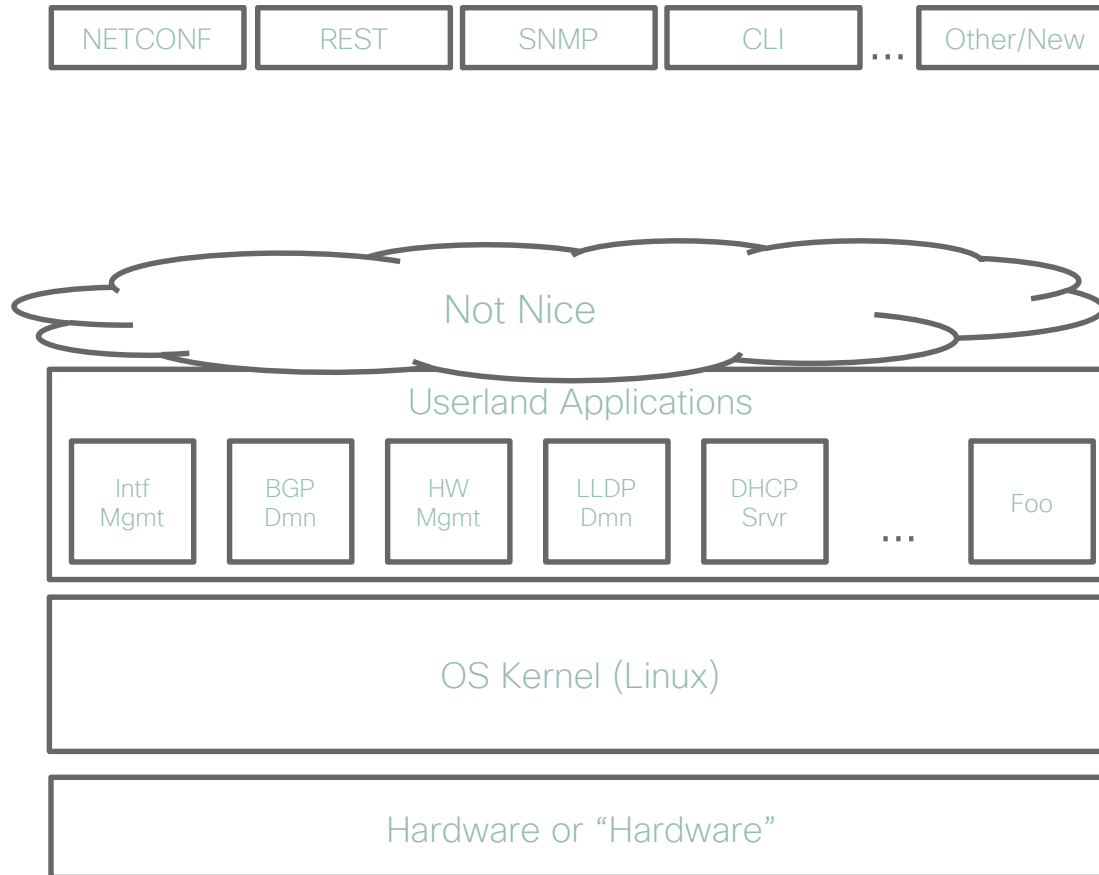 NETCONF
REST
SNMP
CLI
...
Other/New
Not Nice
Userland Applications
Intf
Mgmt
BGP
Dmn
HW
Mgmt
LLDP
Dmn
DHCP
Srvr
...
Foo
OS Kernel (Linux)
Hardware or “Hardware”